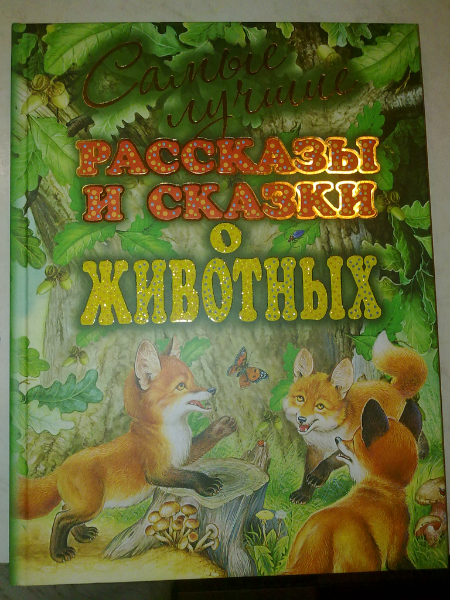 Самые
лучшие
РАССКАЗЫ
И СКАЗКИ
О
ЖИВОТНЫХ